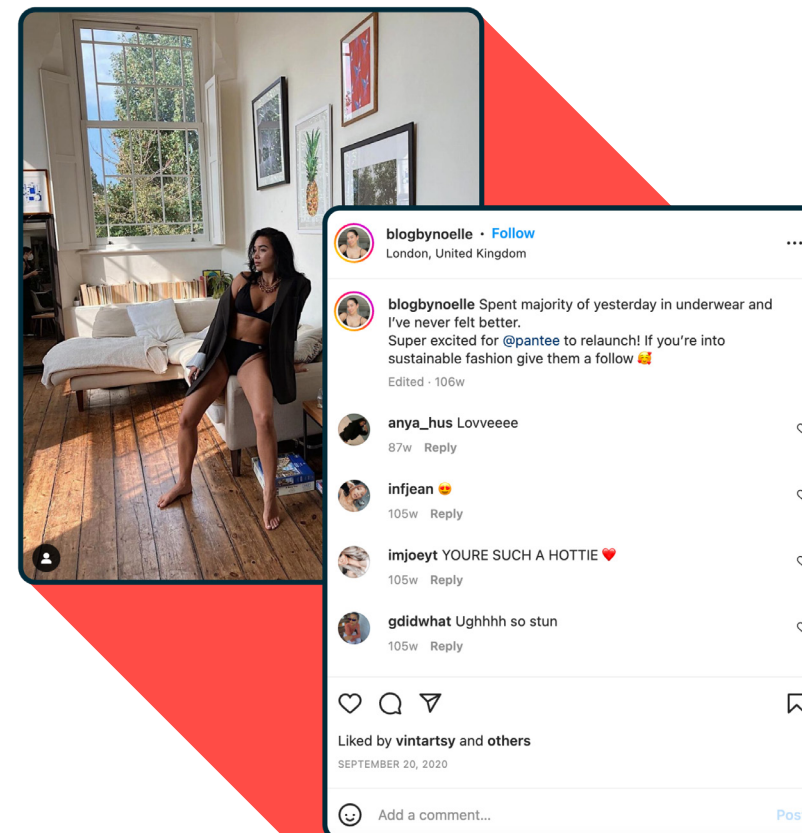 blogbynoelle • Follow
London, United Kingdom
blogbynoelle Spent majority of yesterday in underwear and
I’ve never felt better.
Super excited for @pantee to relaunch! If you’re into
sustainable fashion give them a follow 🥰
Edited · 106w
anya_hus Lovveeee
87w Reply
infjean 😍
105w Reply
imjoeyt YOURE SUCH A HOTTIE ❤️
105w Reply
gdidwhat Ughhhh so stun
105w Reply
Liked by vintartsy and others
SEPTEMBER 20, 2020
Add a comment...
Pos